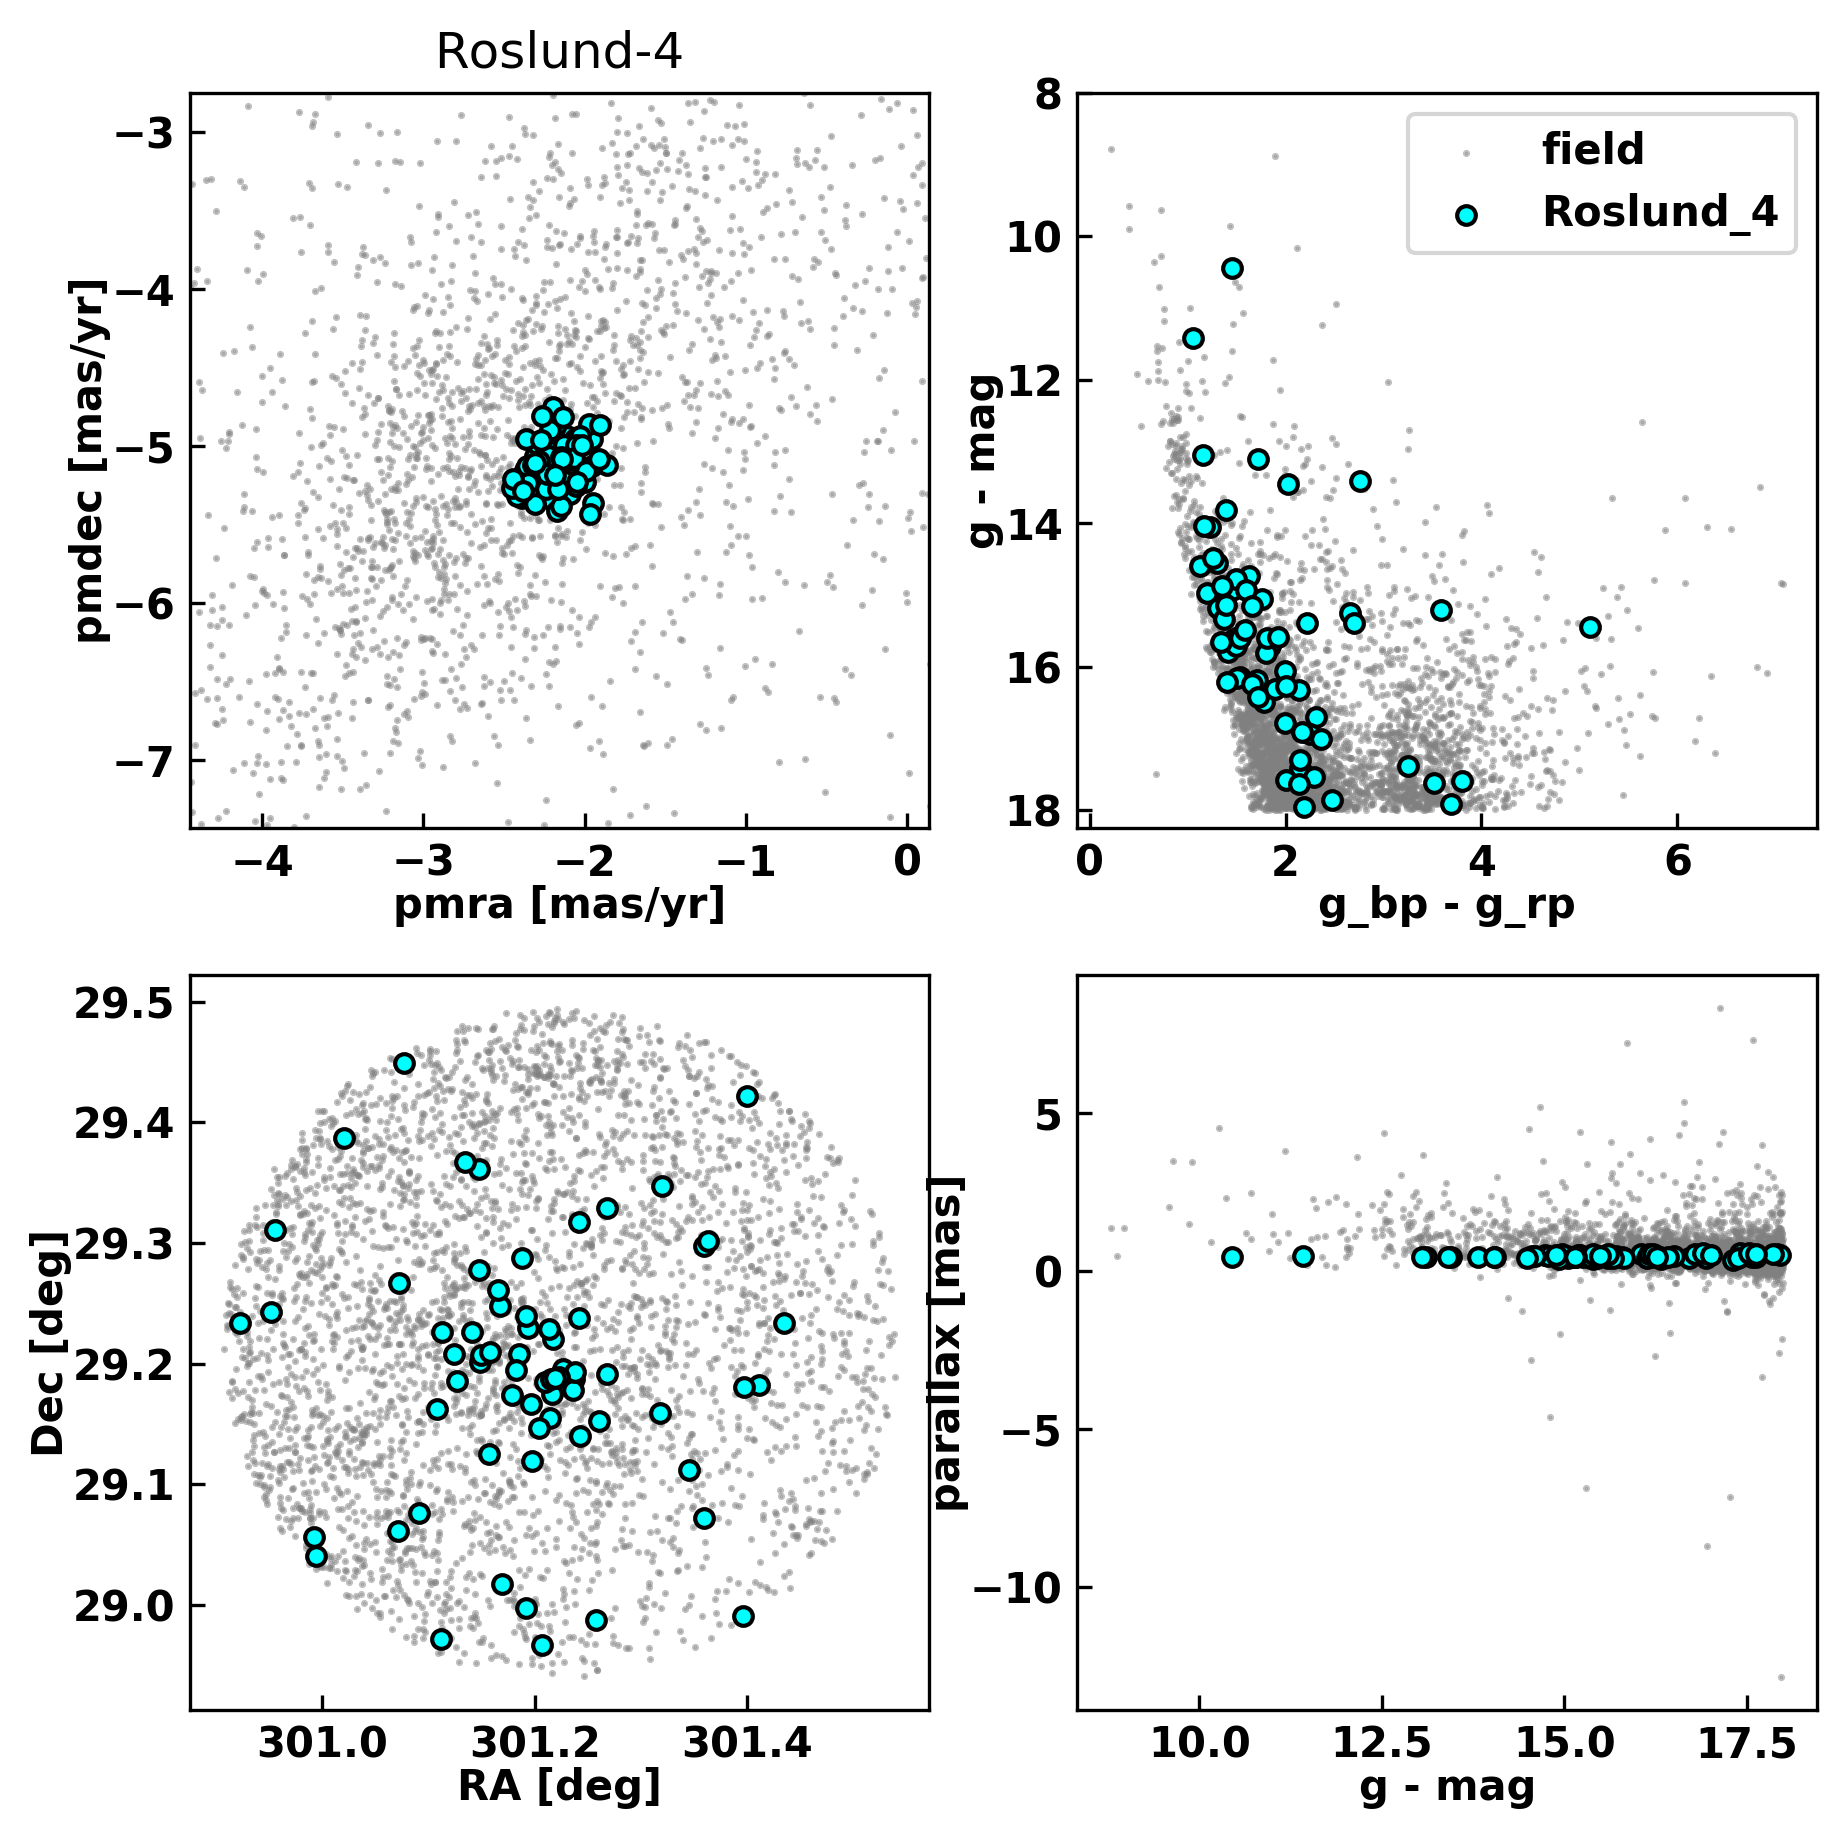 Roslund-4
−3
−4
−5
−6
−7
pmdec [mas/yr]
−4 −3 −2 −1 0
pmra [mas/yr]
8
10
12
14
16
18
g - mag
field
Roslund_4
0 2 4 6
g_bp - g_rp
29.5
29.4
29.3
29.2
29.1
29.0
Dec [deg]
301.0 301.2 301.4
RA [deg]
5
0
−5
−10
parallax [mas]
10.0 12.5 15.0 17.5
g - mag